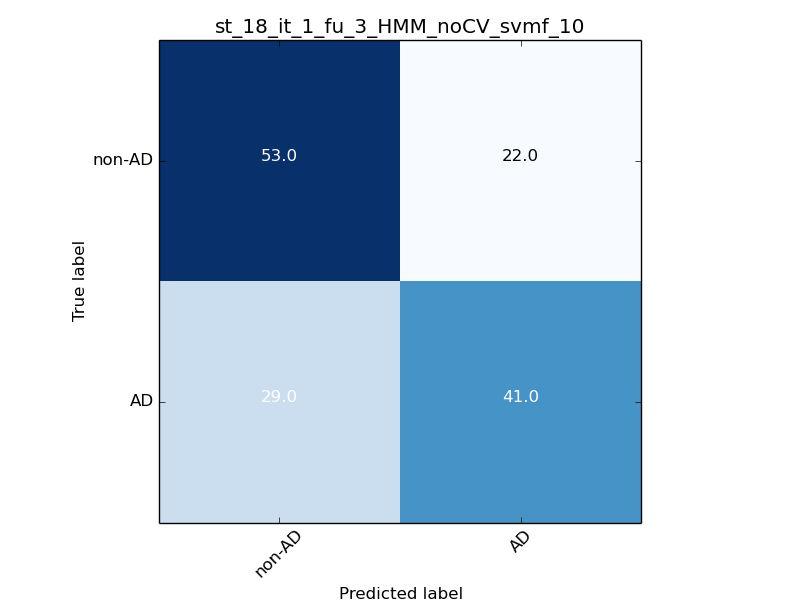 st_18_it_1_fu_3_HMM_noCV_svmf_10
True label
non-AD
53.0
22.0
AD
29.0
41.0
non-AD
AD
Predicted label